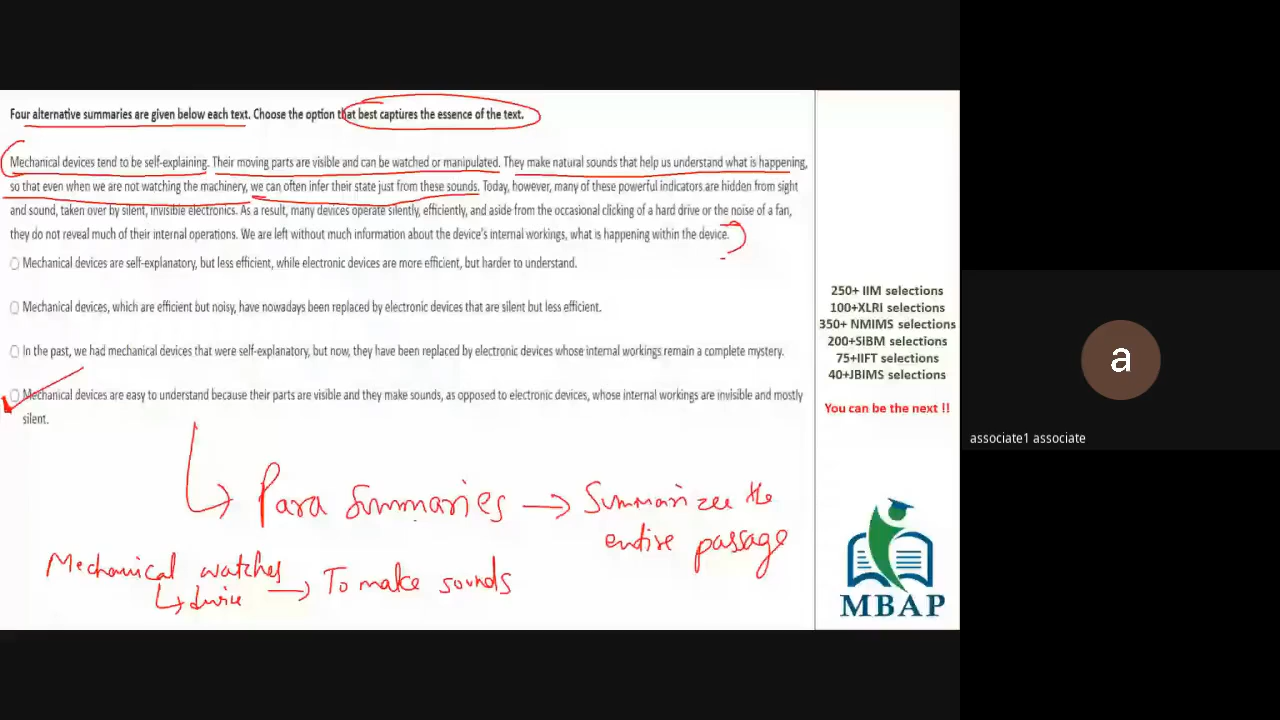 Four alternative summaries are given below each text. Choose the option that best captures the essence of the text.
Mechanical devices tend to be self-explaining. Their moving parts are visible and can be watched or manipulated. They make natural sounds that help us understand what is happening,
so that even when we are not watching the machinery, we can often infer their state just from these sounds. Today, however, many of these powerful indicators are hidden from sight
and sound, taken over by silent, invisible electronics. As a result, many devices operate silently, efficiently, and aside from the occasional clicking of a hard drive or the noise of a fan,
they do not reveal much of their internal operations. We are left without much information about the device's internal workings, what is happening within the device.
Mechanical devices are self-explanatory, but less efficient, while electronic devices are more efficient, but harder to understand.
Mechanical devices, which are efficient but noisy, have nowadays been replaced by electronic devices that are silent but less efficient.
In the past, we had mechanical devices that were self-explanatory, but now, they have been replaced by electronic devices whose internal workings remain a complete mystery.
Mechanical devices are easy to understand because their parts are visible and they make sounds, as opposed to electronic devices, whose internal workings are invisible and mostly
silent.
Para Summaries → Summarizes the
entire passage
Mechanical watches
device → To make sounds
250+ IIM selections
100+XLRI selections
350+ NMIMS selections
200+SIBM selections
75+IIFT selections
40+JBIMS selections
You can be the next !!
MBAP
a
associate1 associate